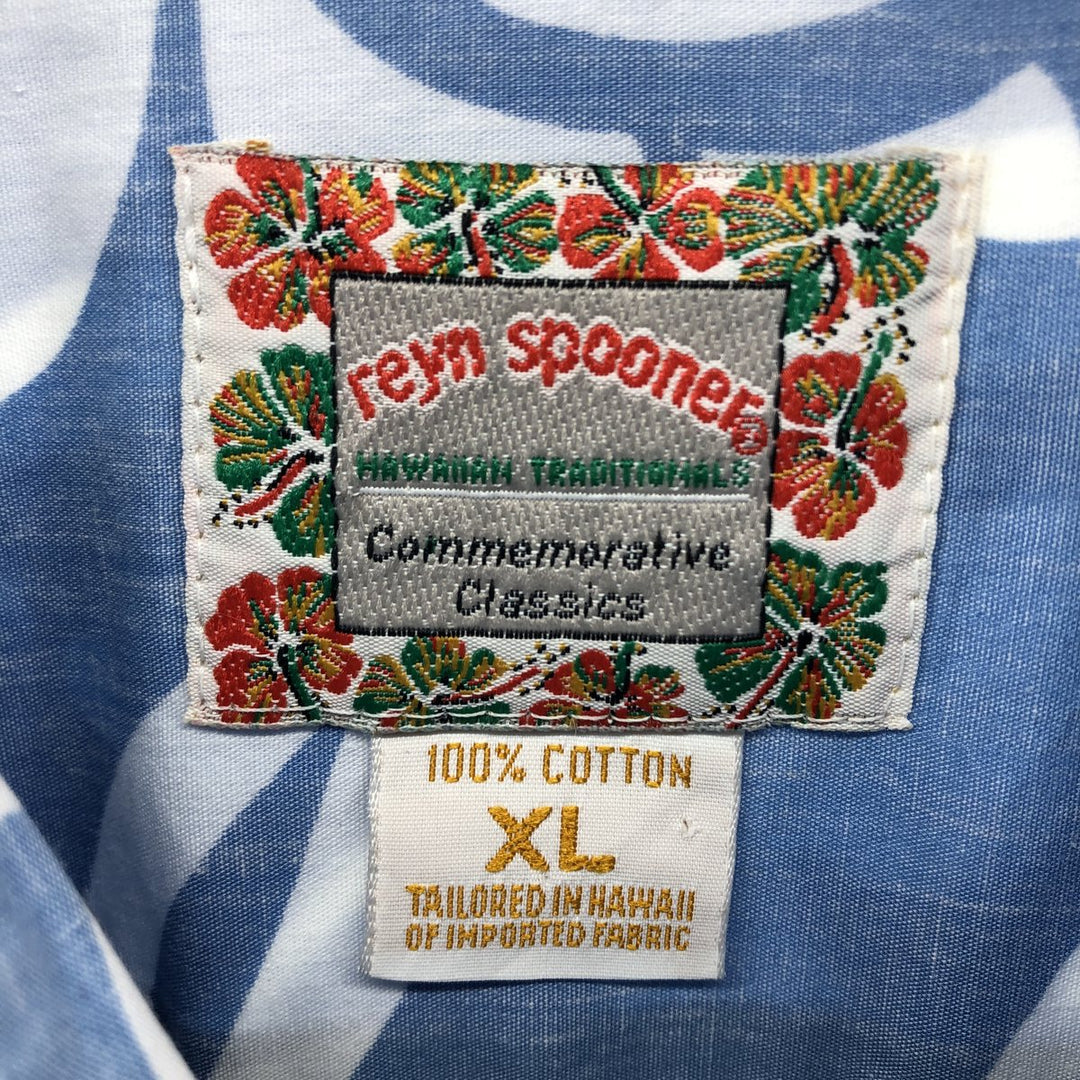 reyn spooner®
HAWAIIAN TRADITIONALS
Commemorative
Classics
100% COTTON
XL
TAILORED IN HAWAII
OF IMPORTED FABRIC